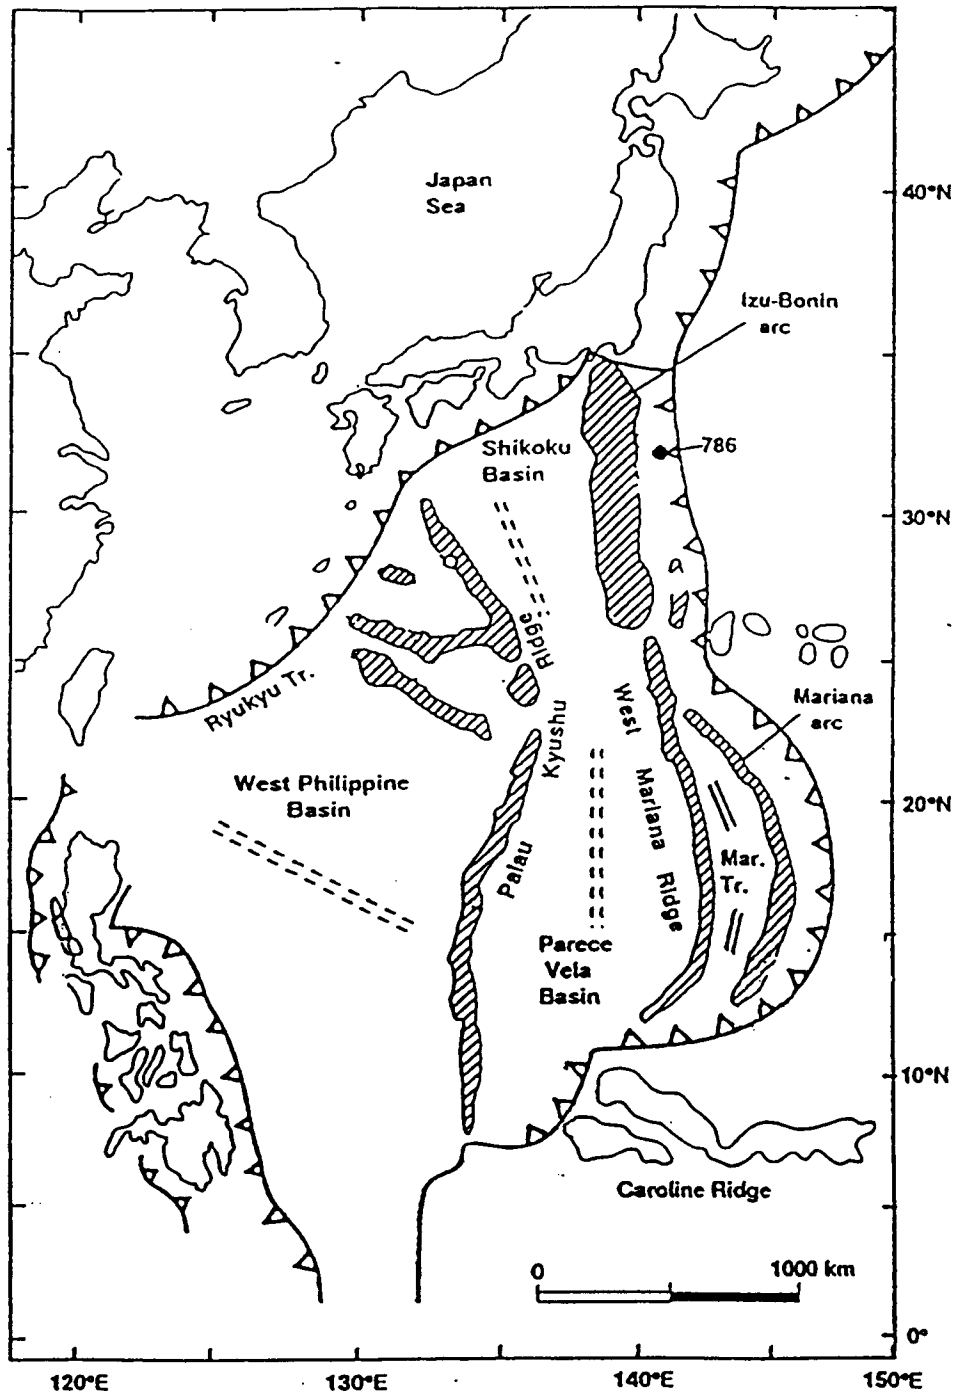 Japan
Sea
40°N
Izu-Bonin
arc
Shikoku
Basin
786
30°N
Ridge
Ryukyu Tr.
Kyushu
West
Mariana
arc
West Philippine
Basin
Mariana
20°N
Palau
Ridge
Mar.
Tr.
Parece
Vela
Basin
10°N
Caroline Ridge
0
1000 km
0°
120°E
130°E
140°E
150°E